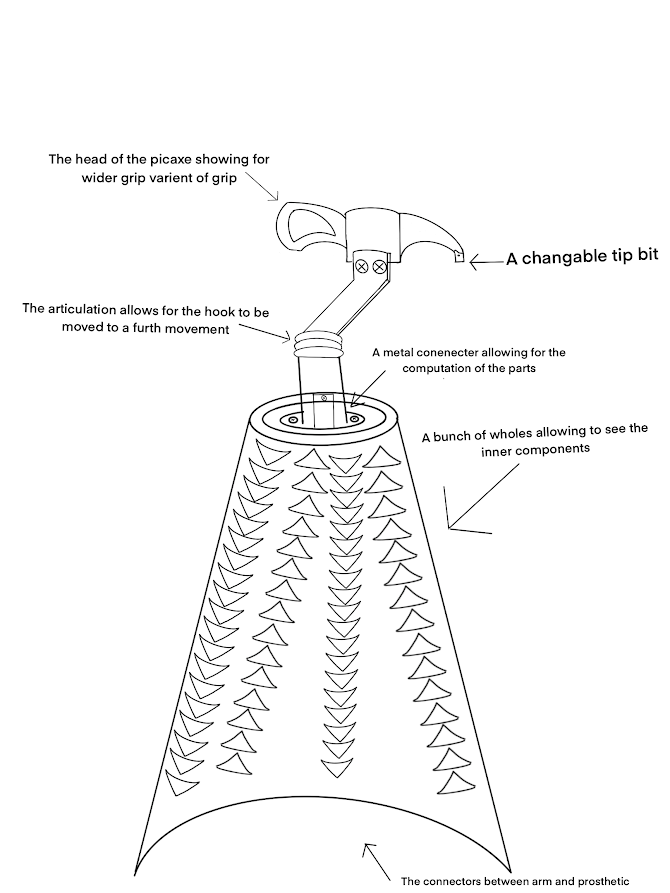 The head of the picaxe showing for
wider grip varient of grip
A changable tip bit
The articulation allows for the hook to be
moved to a furth movement
A metal conenecter allowing for the
computation of the parts
A bunch of wholes allowing to see the
inner components
The connectors between arm and prosthetic